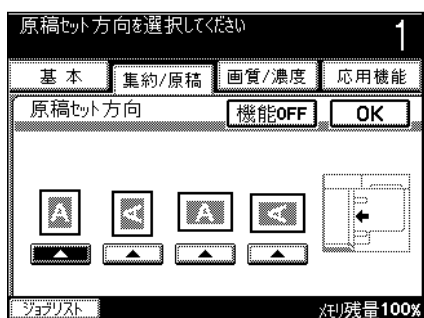 原稿ｾｯﾄ方向を選択してください
1
基本 集約/原稿 画質/濃度 応用機能
原稿ｾｯﾄ方向 機能OFF OK
A A A A
ｼﾞｮﾌﾞﾘｽﾄ ﾒﾓﾘ残量100%